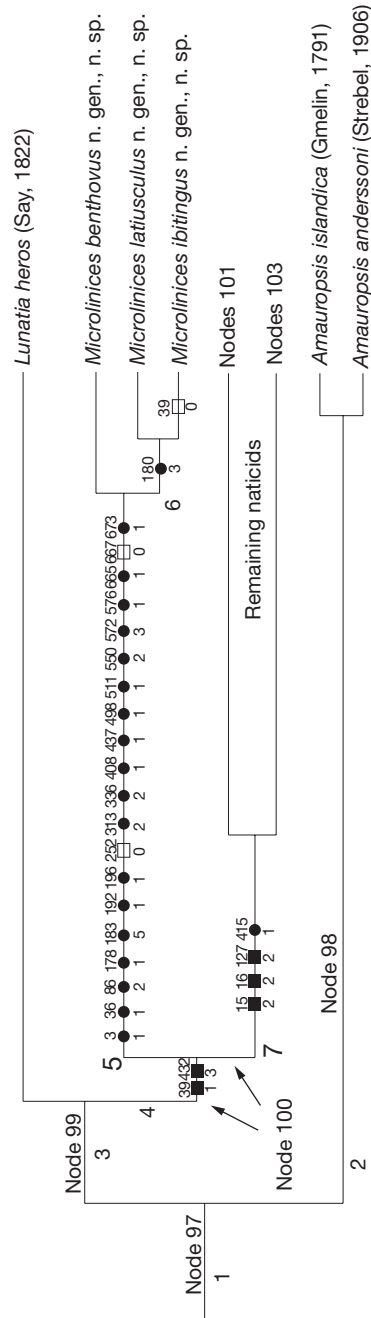 Lunatia heros (Say, 1822)
Node 99
3
Microlinices benthovus n. gen., n. sp.
3 36 86 178 183 192 196 252 313 336 408 437 498 511 550 572 576 665 667 673
1 1 2 1 5 1 1 0 2 2 1 1 1 1 2 3 1 1 0 1
5
Microlinices latiusculus n. gen., n. sp.
180
3
6
39
0
Microlinices ibitingus n. gen., n. sp.
4
39 432
1 3
Node 97
1
Nodes 101
15 16 127 415
2 2 2 1
7
Remaining naticids
Nodes 103
Node 100
Node 98
2
Amauropsis islandica (Gmelin, 1791)
Amauropsis anderssoni (Strebel, 1906)